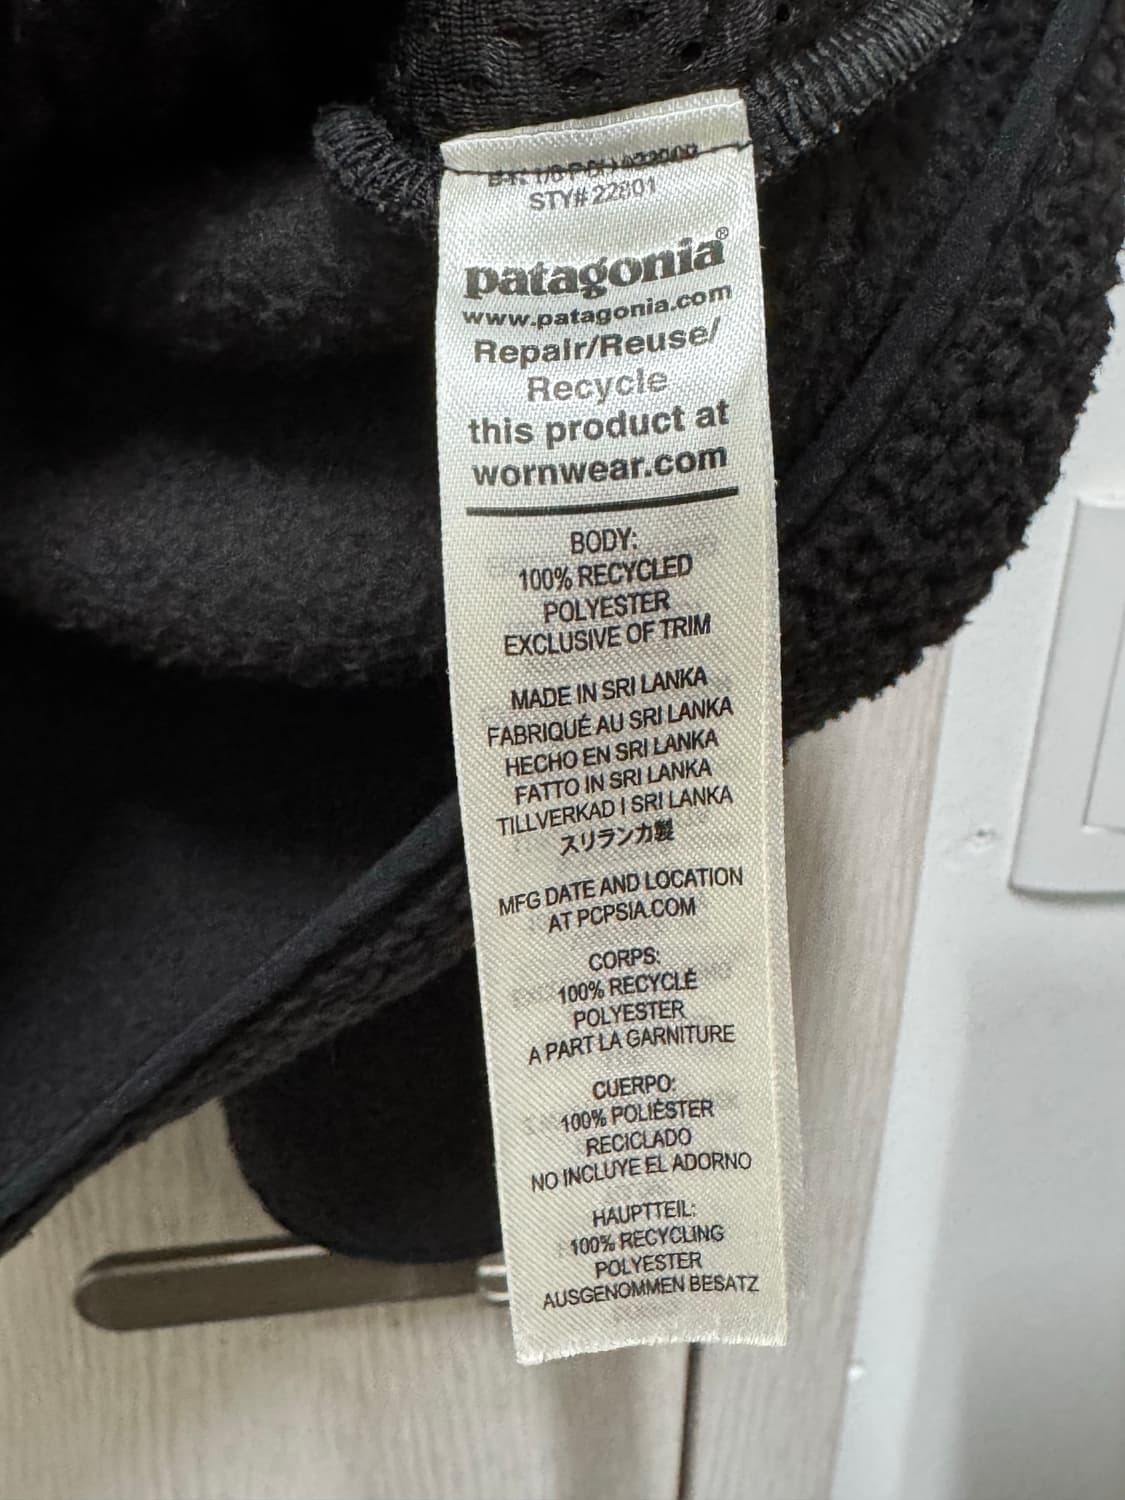 STY#22801
patagonia®
www.patagonia.com
Repair/Reuse/
Recycle
this product at
wornwear.com
BODY:
100% RECYCLED
POLYESTER
EXCLUSIVE OF TRIM
MADE IN SRI LANKA
FABRIQUÉ AU SRI LANKA
HECHO EN SRI LANKA
FATTO IN SRI LANKA
TILLVERKAD I SRI LANKA
スリランカ製
MFG DATE AND LOCATION
AT PCPSIA.COM
CORPS:
100% RECYCLÉ
POLYESTER
A PART LA GARNITURE
CUERPO:
100% POLIÉSTER
RECICLADO
NO INCLUYE EL ADORNO
HAUPTTEIL:
100% RECYCLING
POLYESTER
AUSGENOMMEN BESATZ